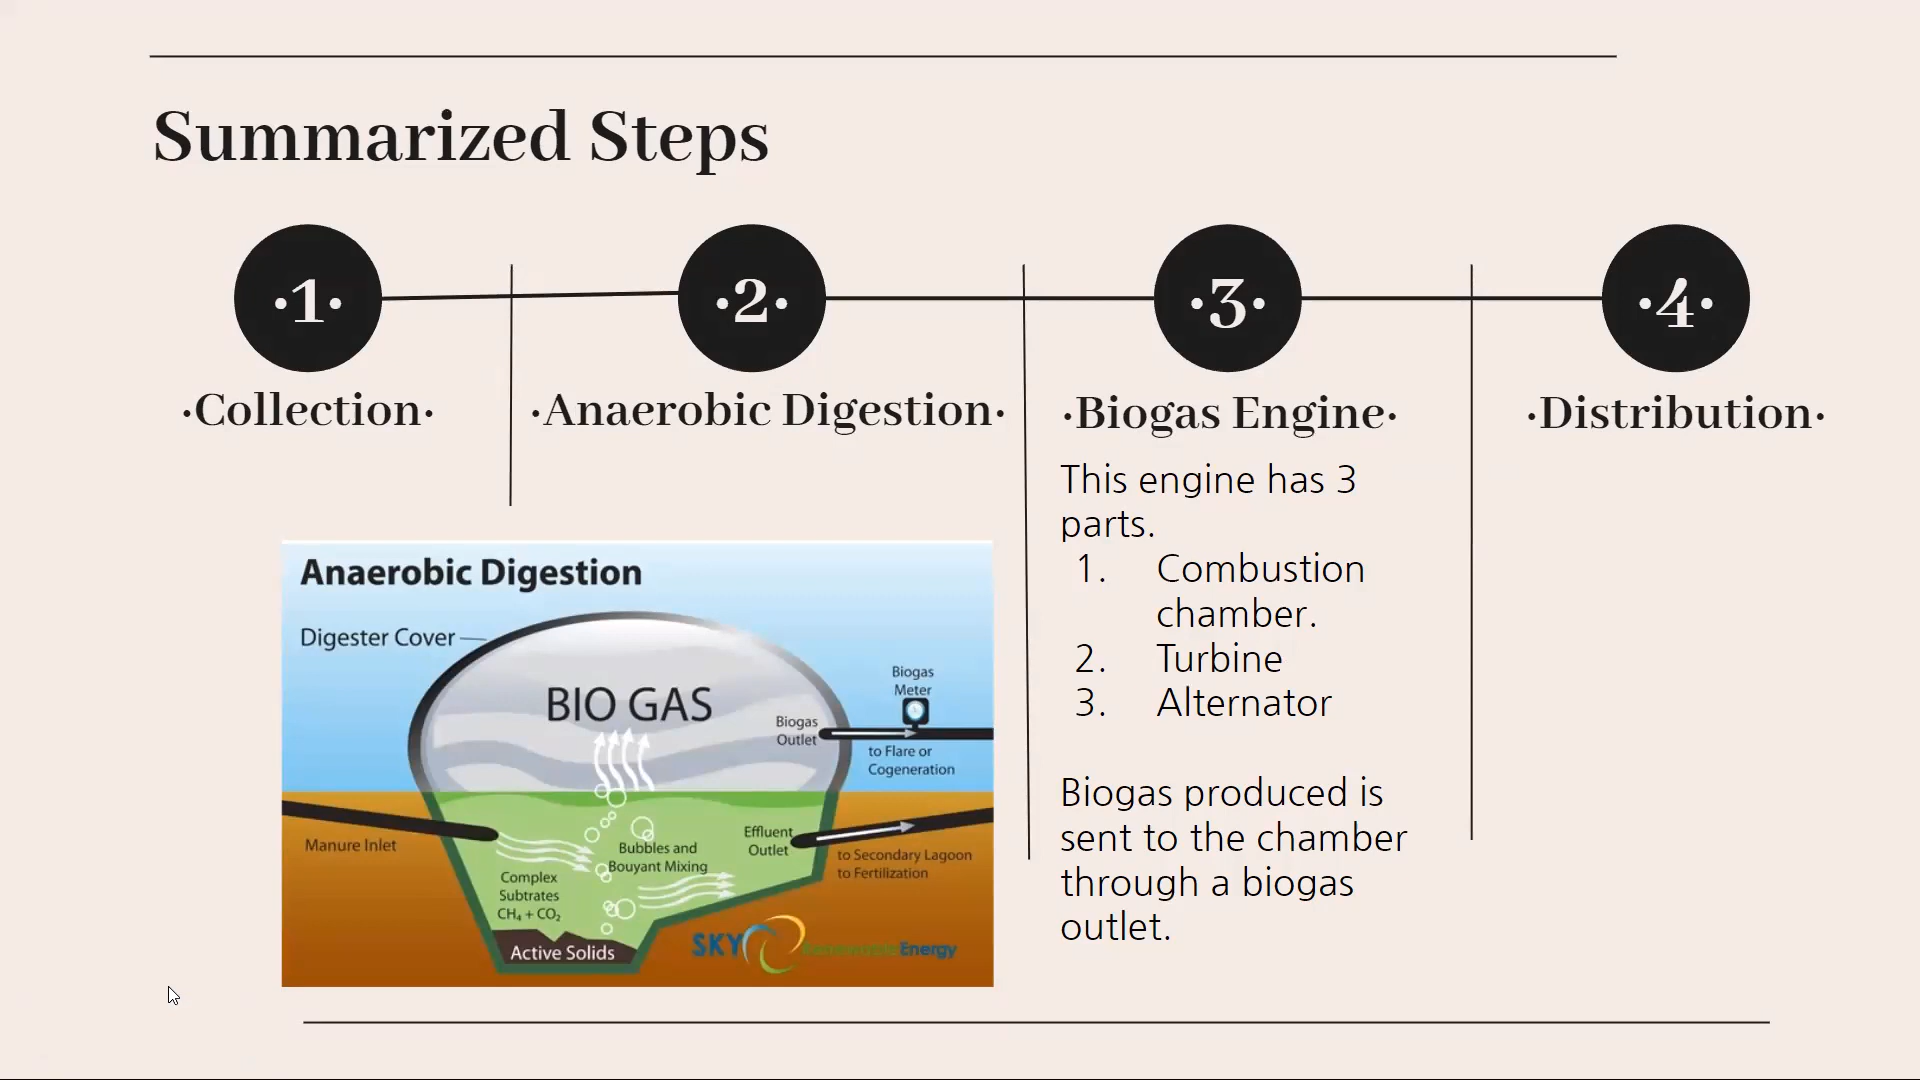 Summarized Steps
·1·
·2·
·3·
·4·
·Collection·
·Anaerobic Digestion·
·Biogas Engine·
·Distribution·
This engine has 3
parts.
1. Combustion
chamber.
2. Turbine
3. Alternator
Biogas produced is
sent to the chamber
through a biogas
outlet.
Anaerobic Digestion
Digester Cover
BIO GAS
Biogas
Meter
Biogas
Outlet
to Flare or
Cogeneration
Manure Inlet
Bubbles and
Bouyant Mixing
Effluent
Outlet
to Secondary Lagoon
to Fertilization
Complex
Subtrates
CH₄ + CO₂
Active Solids
SKY
Energy